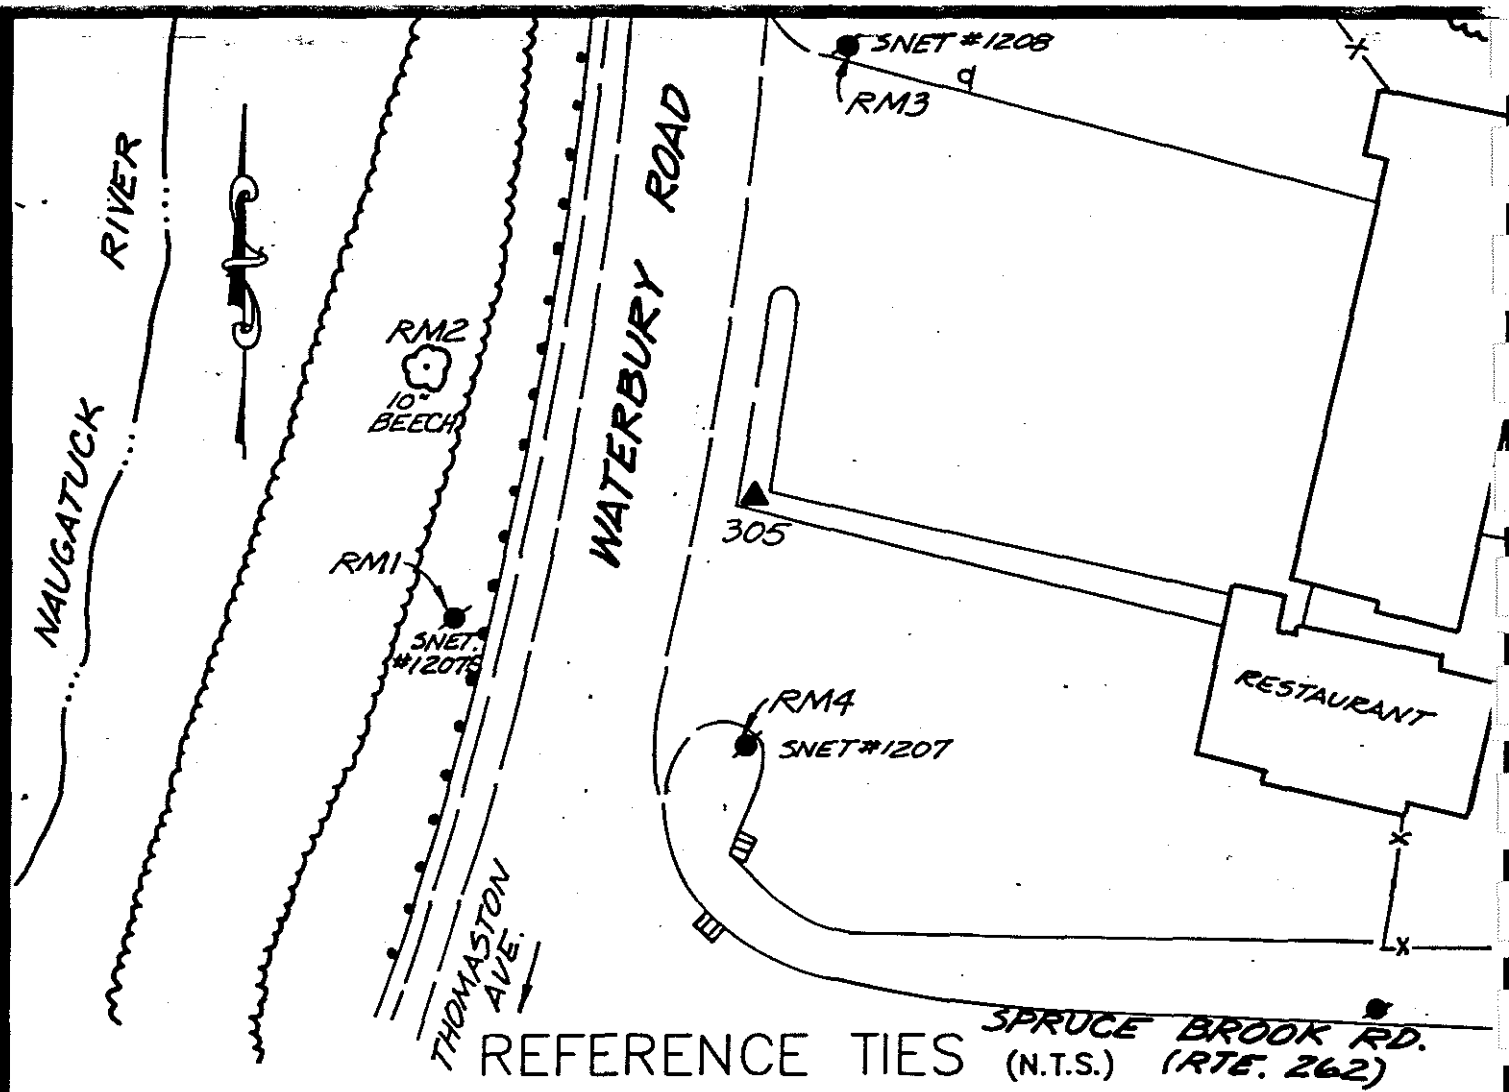 SNET #1208
RM3
WATERBURY ROAD
NAUGATUCK RIVER
RM2
10"
BEECH
305
RM1
SNET.
#1207S
RM4
SNET #1207
RESTAURANT
THOMASTON
AVE.
SPRUCE BROOK RD.
(RTE. 262)
REFERENCE TIES (N.T.S.)